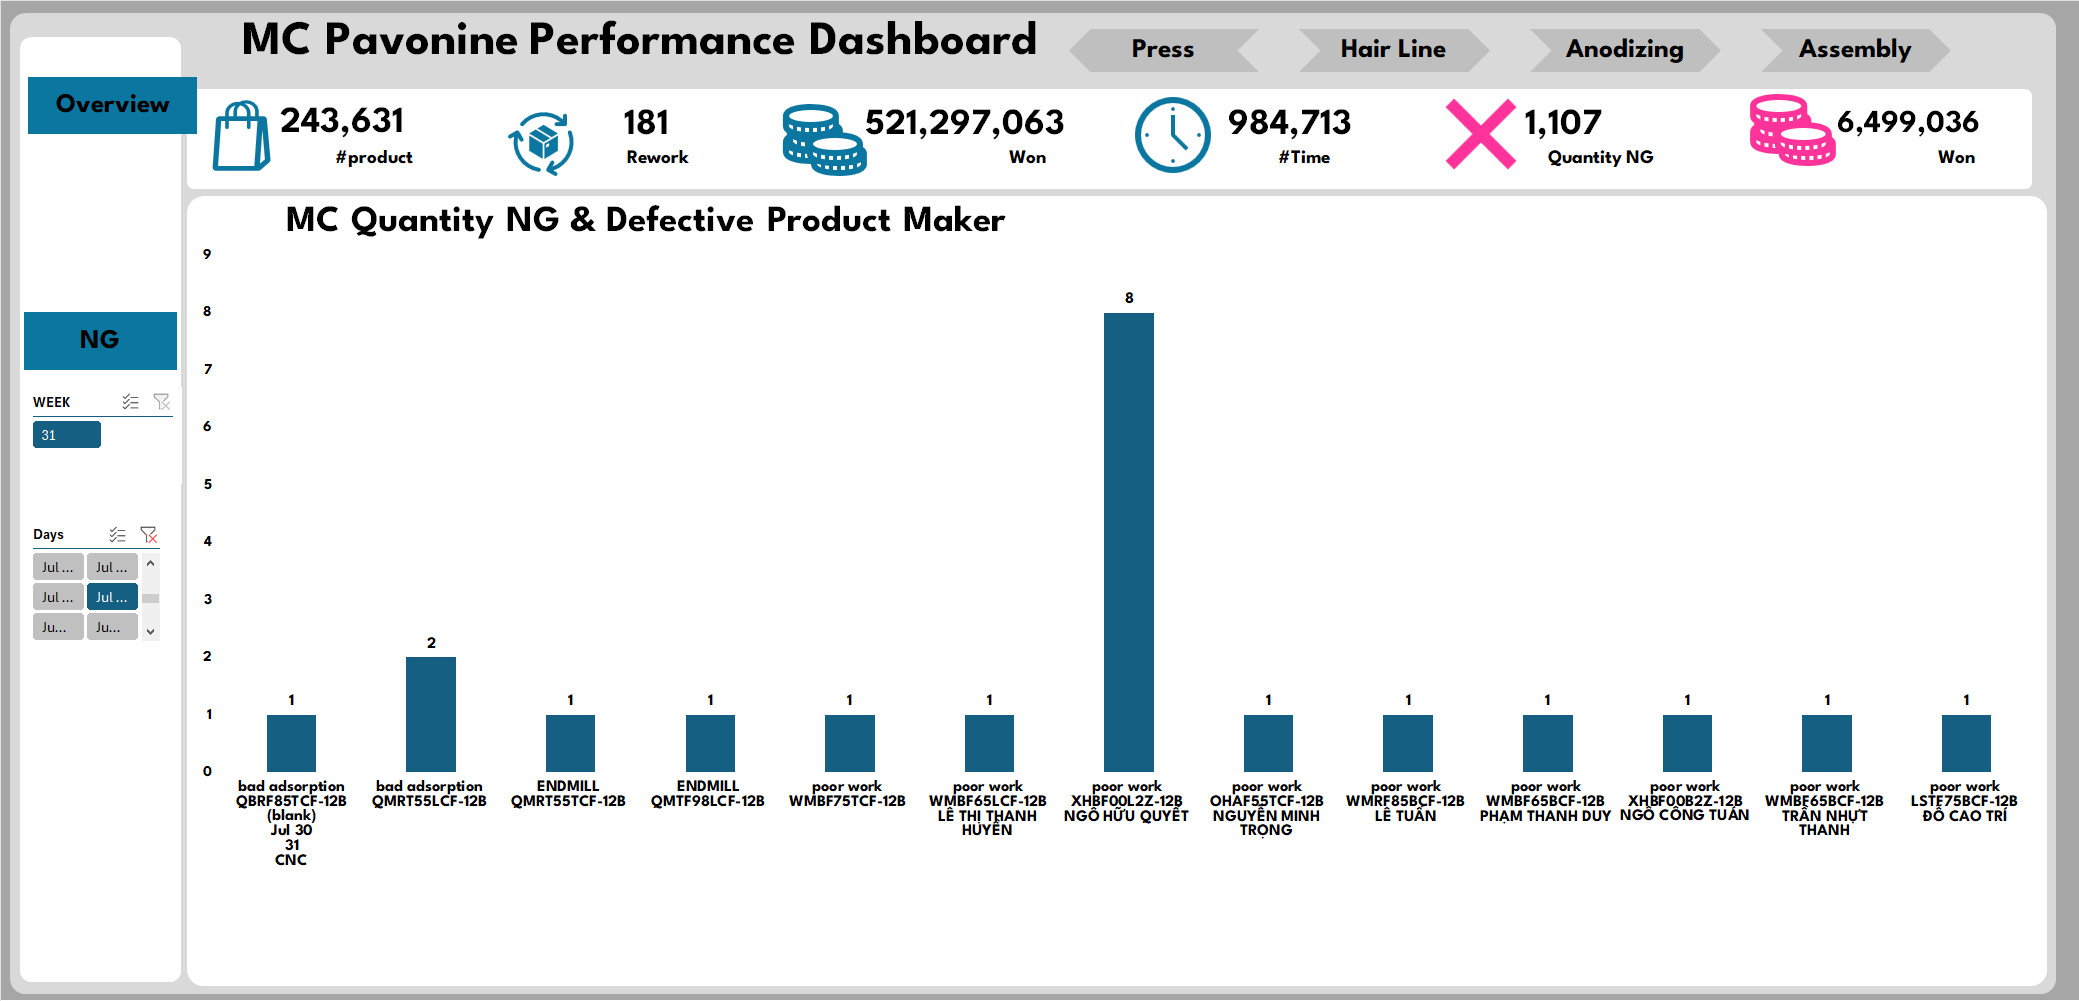 MC Pavonine Performance Dashboard
Press
Hair Line
Anodizing
Assembly
Overview
243,631
#product
181
Rework
521,297,063
Won
984,713
#Time
1,107
Quantity NG
6,499,036
Won
MC Quantity NG & Defective Product Maker
NG
WEEK
31
Days
Jul ...
Jul ...
Jul ...
Jul ...
Ju...
Ju...
9
8
7
6
5
4
3
2
1
0
1
2
1
1
1
1
8
1
1
1
1
1
1
bad adsorption
QBRF85TCF-12B
(blank)
Jul 30
31
CNC
bad adsorption
QMRT55LCF-12B
ENDMILL
QMRT55TCF-12B
ENDMILL
QMTF98LCF-12B
poor work
WMBF75TCF-12B
poor work
WMBF65LCF-12B
LÊ THỊ THANH
HUYỀN
poor work
XHBF00L2Z-12B
NGÔ HỮU QUYẾT
poor work
OHAF55TCF-12B
NGUYỄN MINH
TRỌNG
poor work
WMRF85BCF-12B
LÊ TUẤN
poor work
WMBF65BCF-12B
PHẠM THANH DUY
poor work
XHBF00B2Z-12B
NGÔ CÔNG TUẤN
poor work
WMBF65BCF-12B
TRẦN NHỰT
THANH
poor work
LSTF75BCF-12B
ĐỖ CAO TRÍ